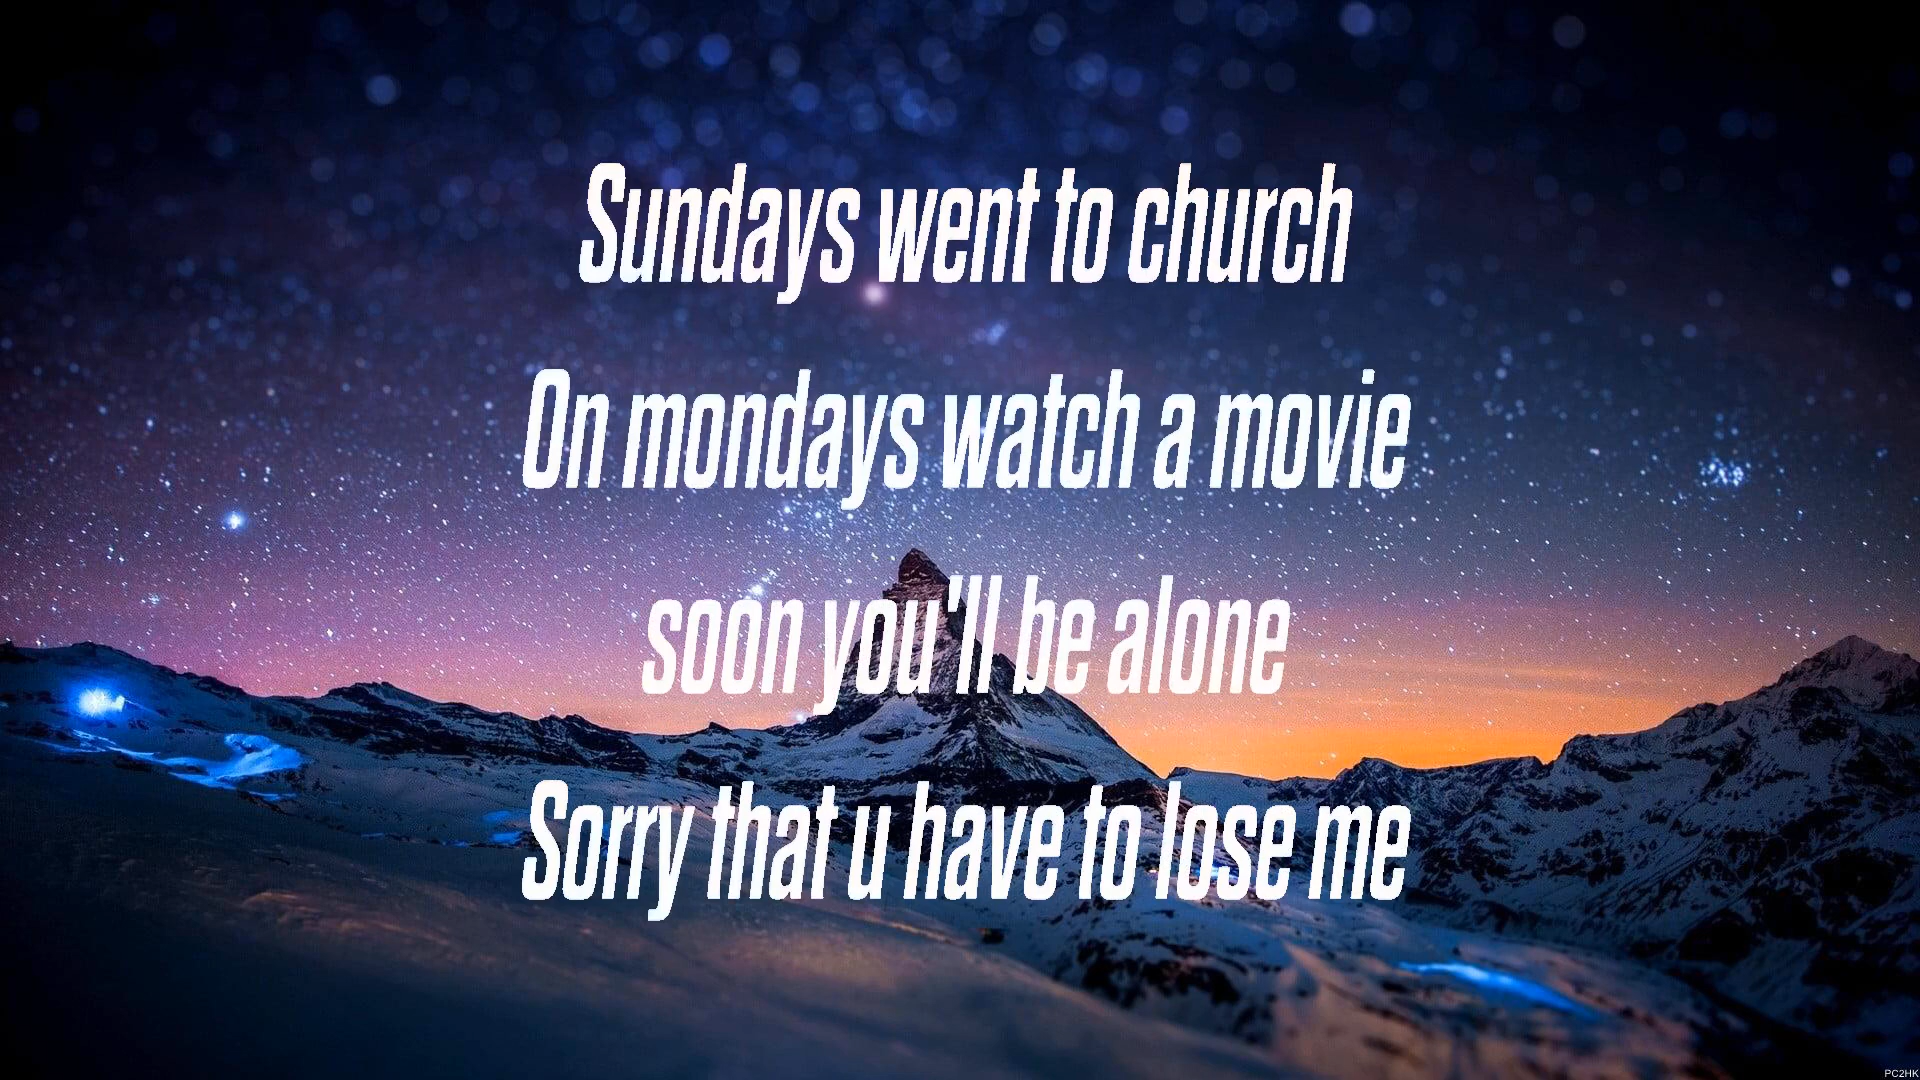 Sundays went to church
On mondays watch a movie
soon you'll be alone
Sorry that u have to lose me
PC2HK